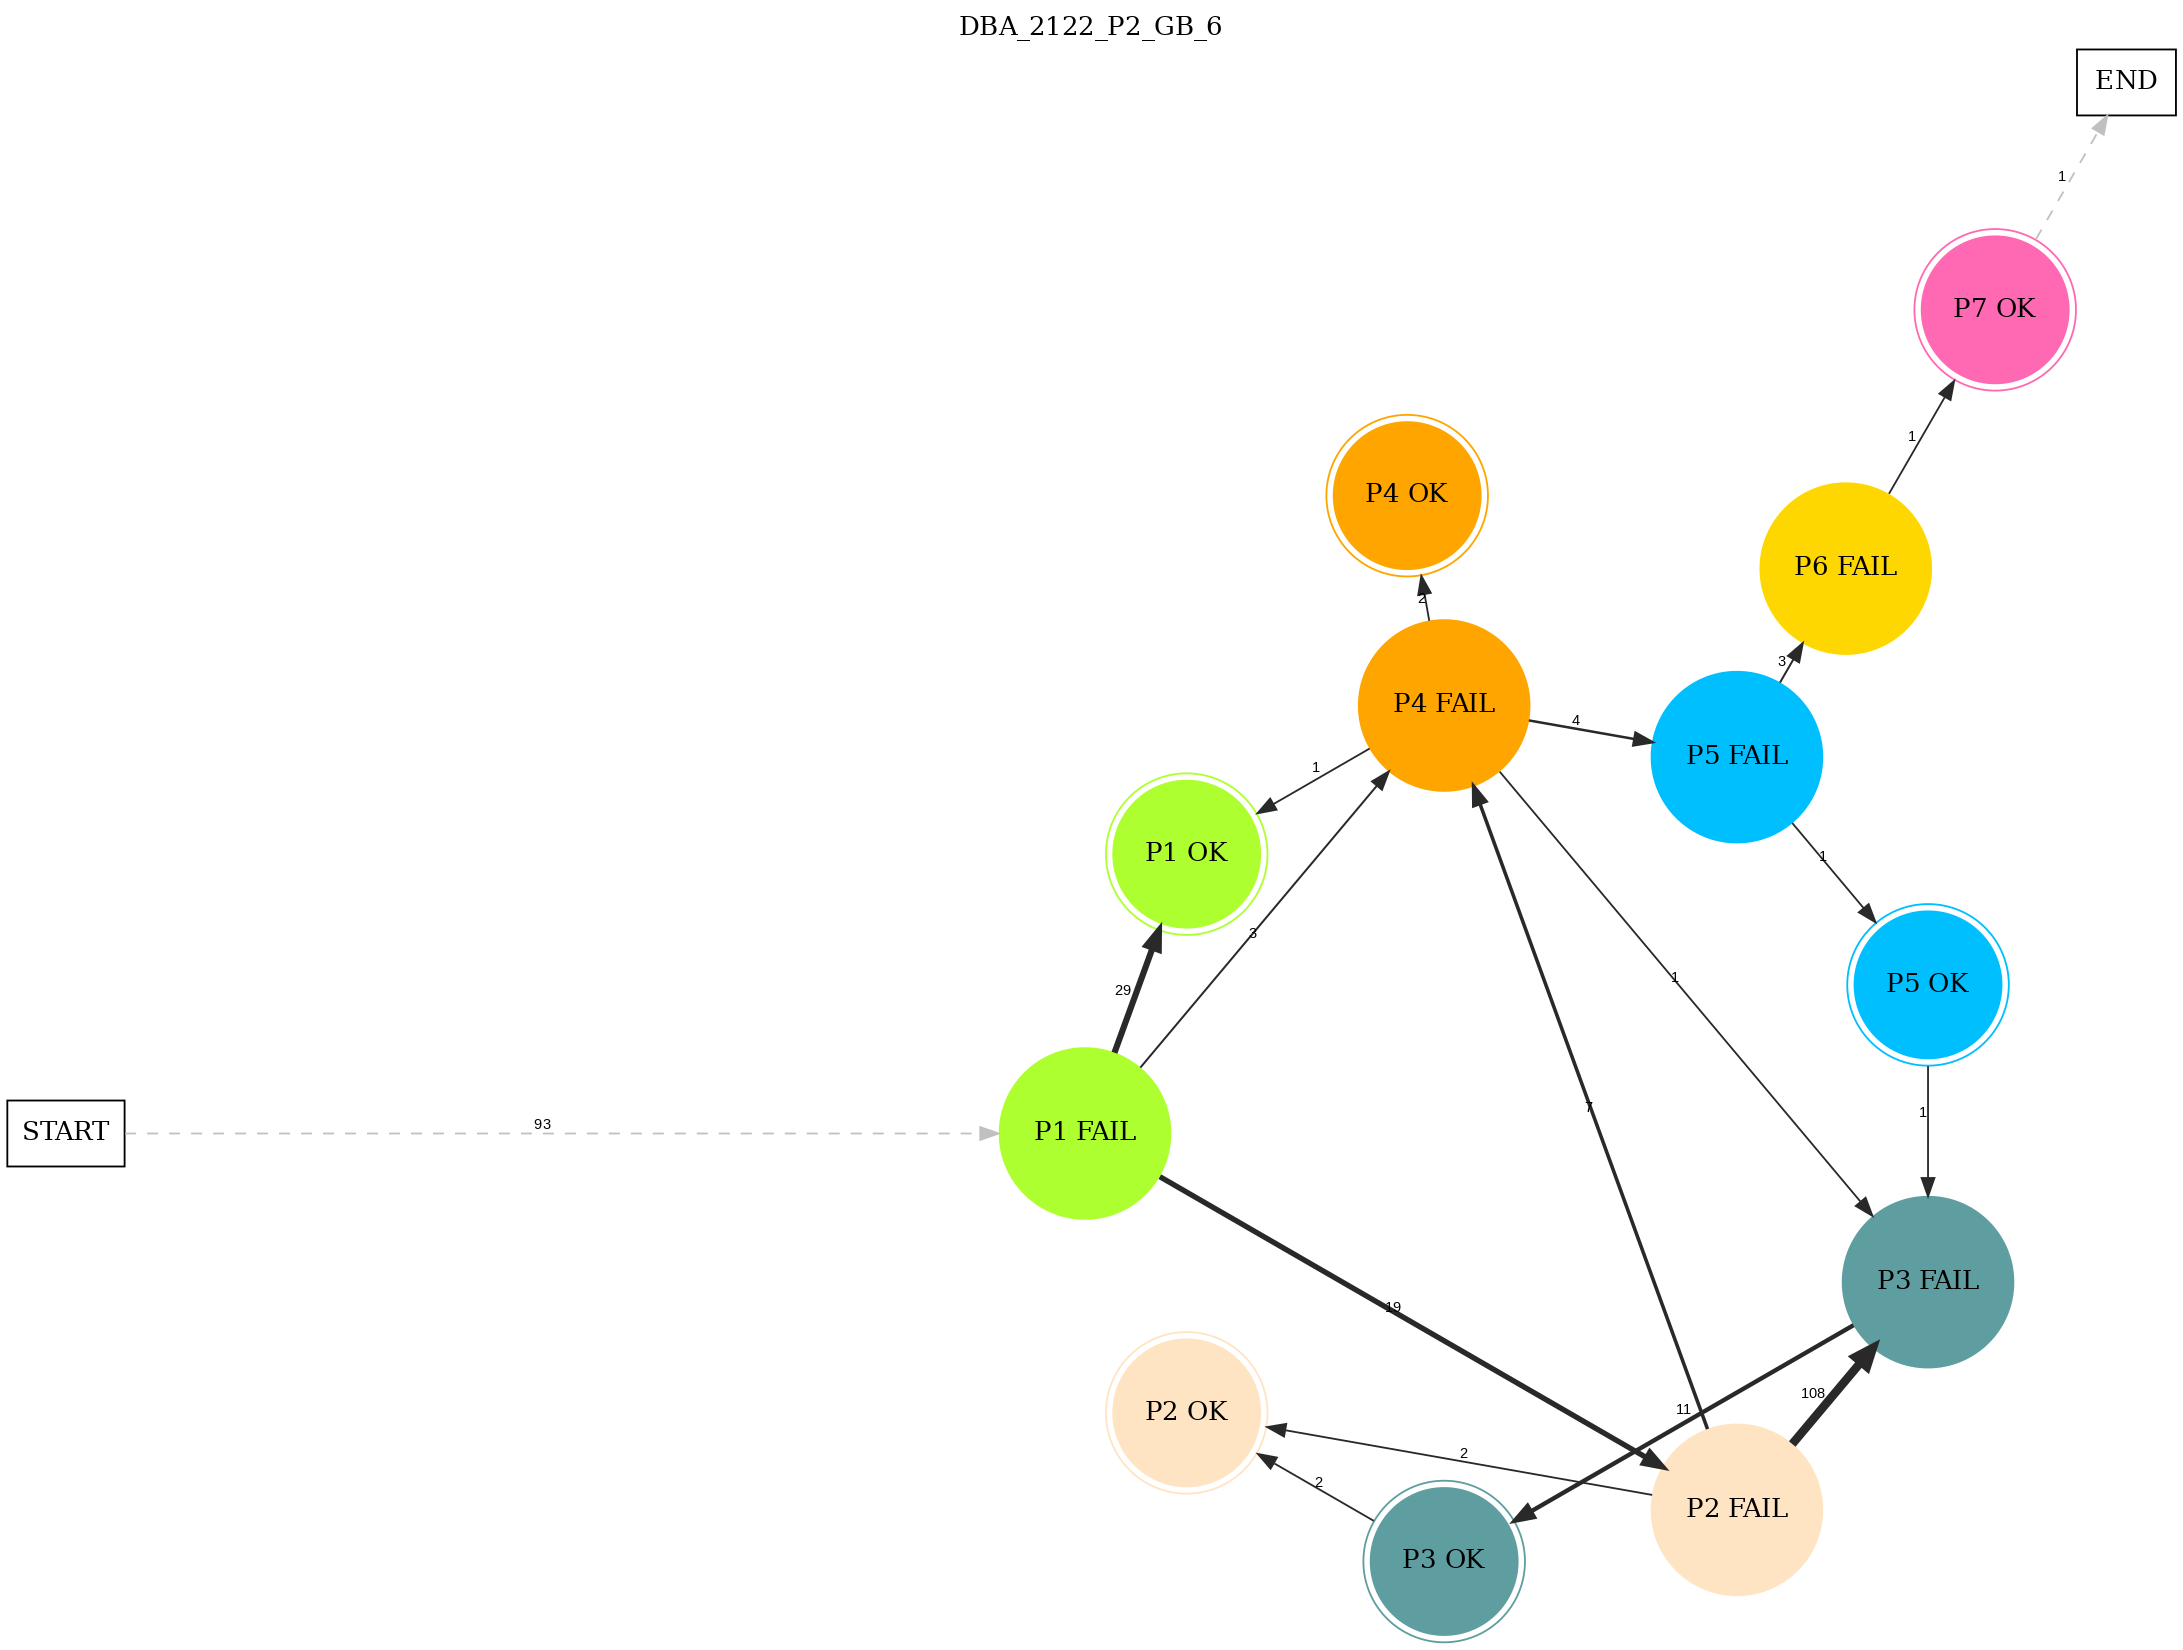 DBA_2122_P2_GB_6
END
1
P7 OK
1
P4 OK
P6 FAIL
2
3
P4 FAIL
4
P5 FAIL
1
P1 OK
1
3
1
P5 OK
29
7
1
START
93
P1 FAIL
P3 FAIL
19
108
11
P2 OK
2
2
P2 FAIL
P3 OK